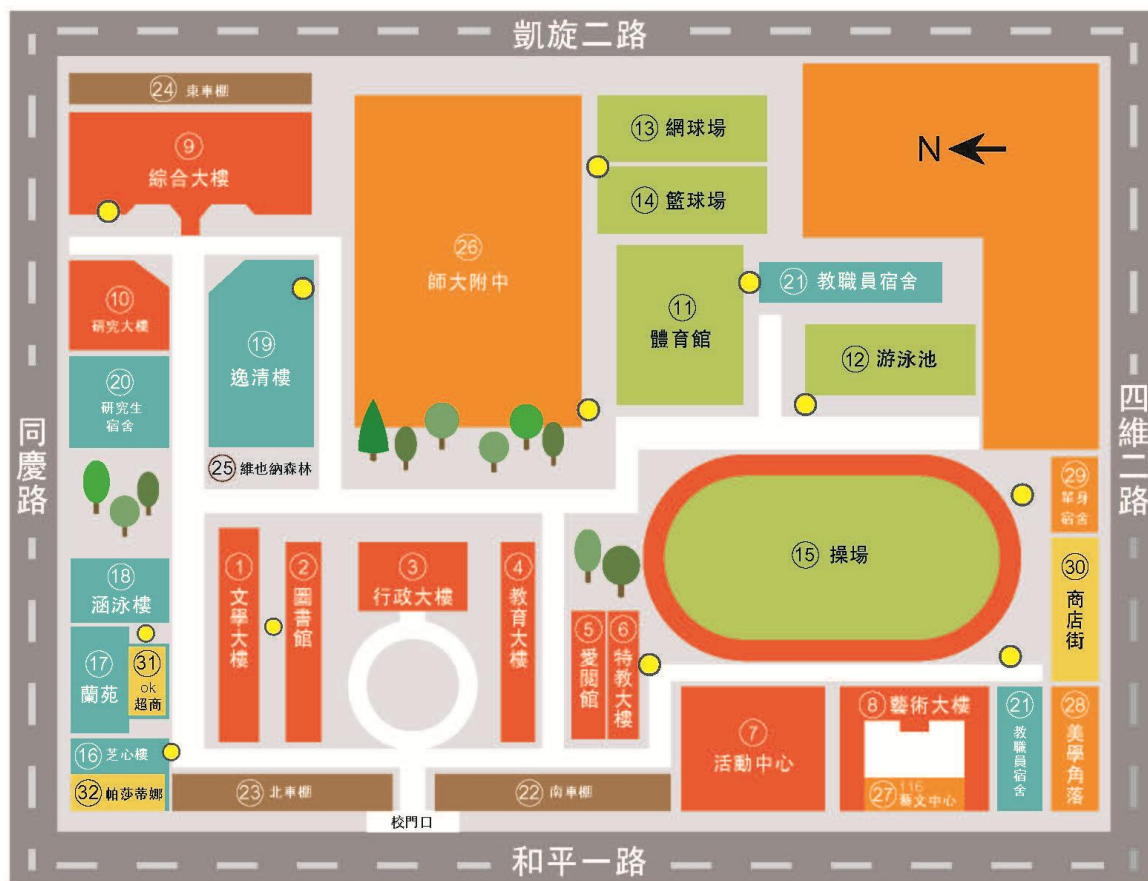 凱旋二路
㉔ 東車棚
⑨
綜合大樓
⑬ 網球場
⑭ 籃球場
N
㉖
師大附中
⑩
研究大樓
⑲
逸清樓
⑪
體育館
㉑ 教職員宿舍
⑫ 游泳池
⑳
研究生
宿舍
㉕ 維也納森林
同慶路
四維二路
㉙
單身
宿舍
⑮ 操場
㉚
商店街
①
文學大樓
②
圖書館
③
行政大樓
④
教育大樓
⑤
愛閱館
⑥
特教大樓
⑱
涵泳樓
⑰
蘭苑
㉛
ok
超商
⑯ 芝心樓
㉜ 帕莎蒂娜
㉓ 北車棚
校門口
㉒ 南車棚
⑦
活動中心
⑧ 藝術大樓
116
㉗ 藝文中心
㉑
教職員宿舍
㉘
美學角落
和平一路